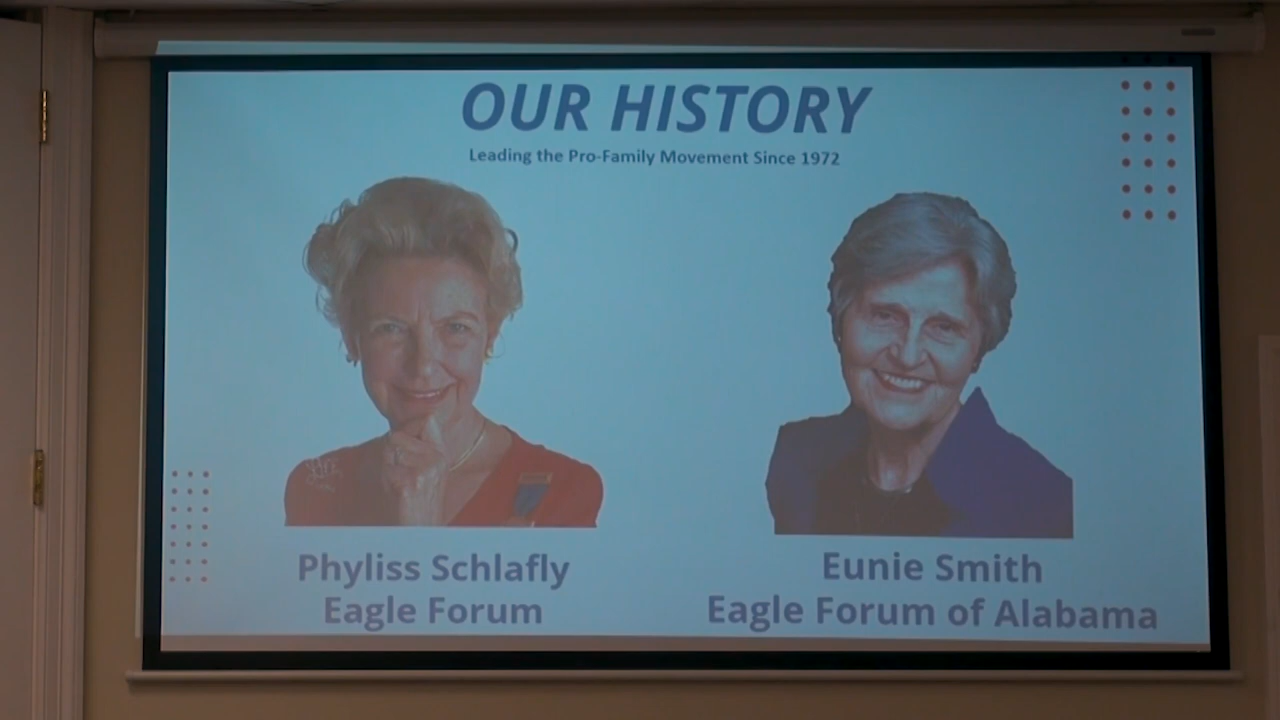 OUR HISTORY
Leading the Pro-Family Movement Since 1972
Phyliss Schlafly
Eagle Forum
Eunie Smith
Eagle Forum of Alabama